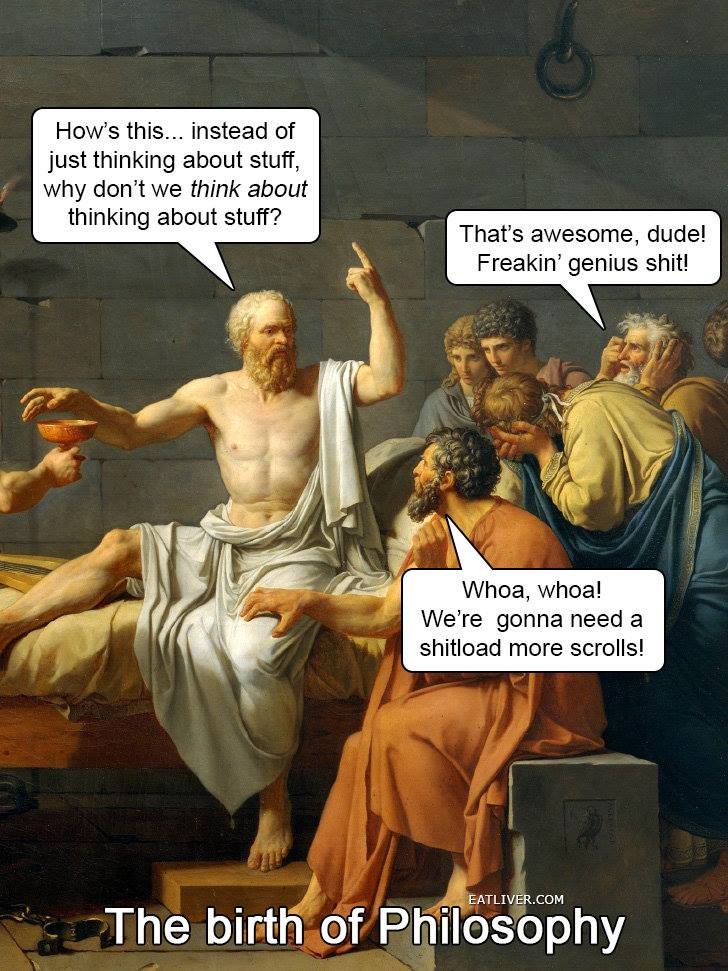 How's this... instead of
just thinking about stuff,
why don't we think about
thinking about stuff?
That's awesome, dude!
Freakin' genius shit!
Whoa, whoa!
We're gonna need a
shitload more scrolls!
EATLIVER.COM
The birth of Philosophy